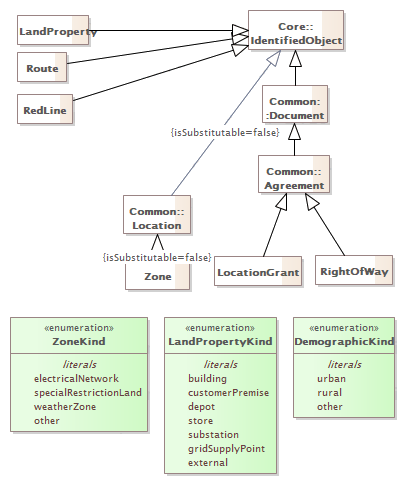 LandProperty
Core::
IdentifiedObject
Route
RedLine
Common:
:Document
{isSubstitutable=false}
Common::
Agreement
Common::
Location
{isSubstitutable=false}
Zone
LocationGrant
RightOfWay
«enumeration»
ZoneKind
literals
electricalNetwork
specialRestrictionLand
weatherZone
other
«enumeration»
LandPropertyKind
literals
building
customerPremise
depot
store
substation
gridSupplyPoint
external
«enumeration»
DemographicKind
literals
urban
rural
other